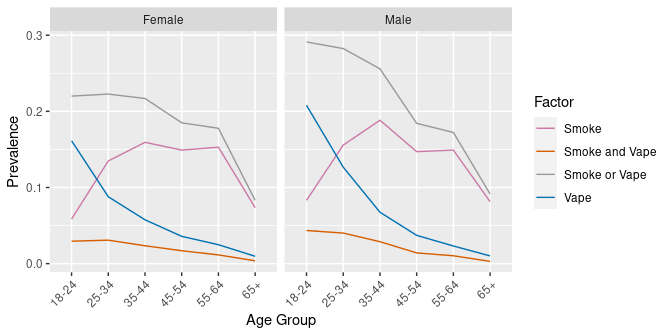 Female
Male
Prevalence
0.3
0.2
0.1
0.0
18-24
25-34
35-44
45-54
55-64
65+
18-24
25-34
35-44
45-54
55-64
65+
Age Group
Factor
Smoke
Smoke and Vape
Smoke or Vape
Vape